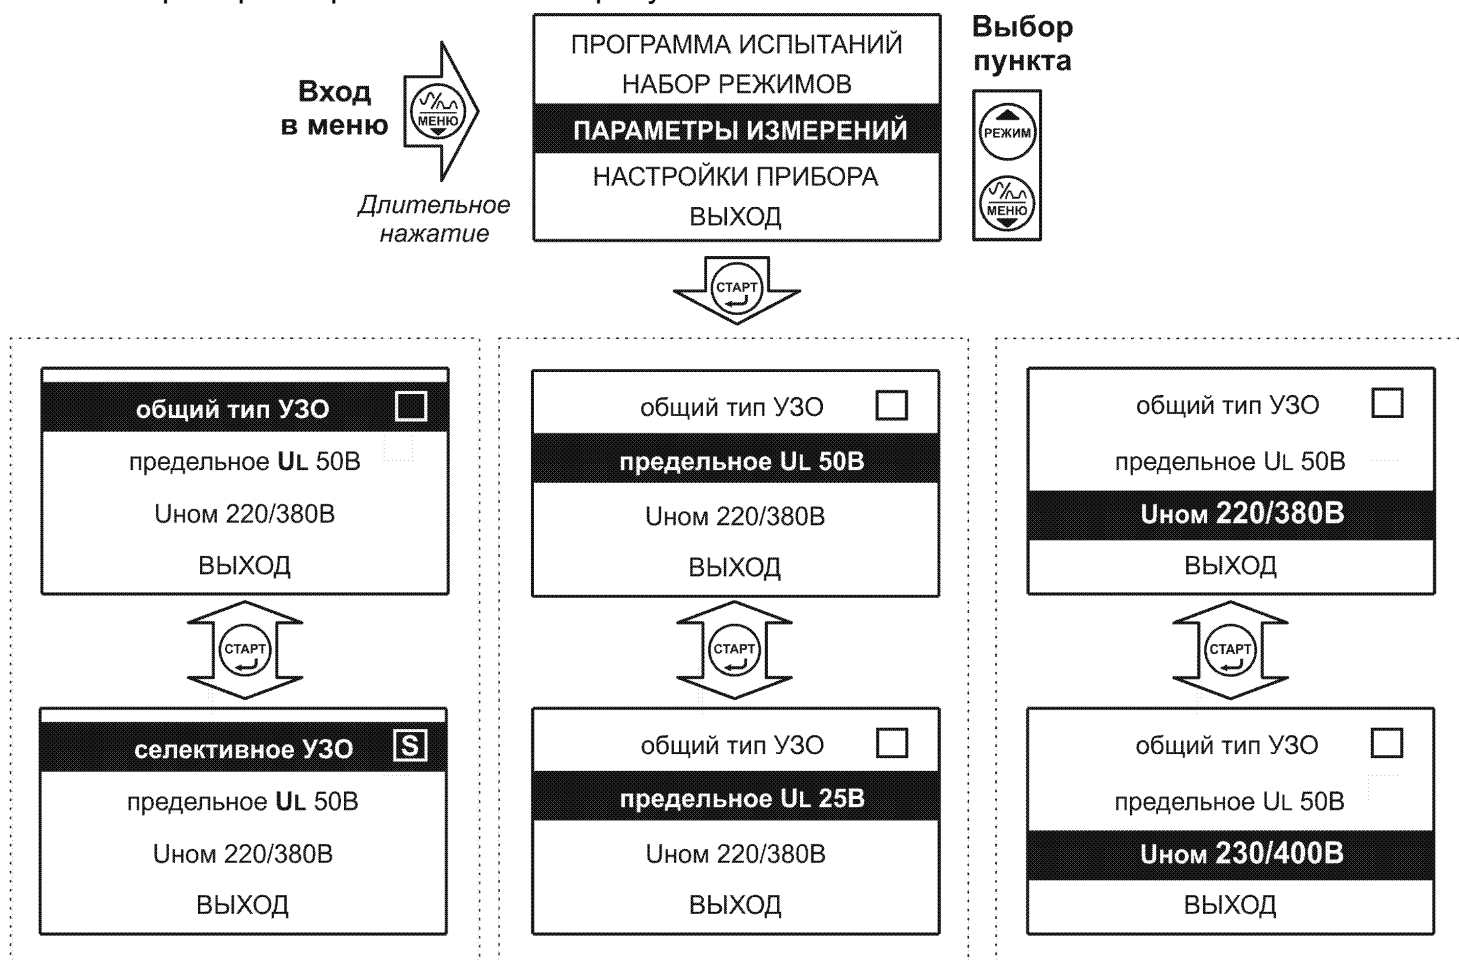 Выбор
пункта
ПРОГРАММА ИСПЫТАНИЙ
НАБОР РЕЖИМОВ
ПАРАМЕТРЫ ИЗМЕРЕНИЙ
НАСТРОЙКИ ПРИБОРА
ВЫХОД
Вход
в меню
МЕНЮ
Длительное
нажатие
РЕЖИМ
МЕНЮ
СТАРТ
общий тип УЗО
предельное UL 50В
Uном 220/380В
ВЫХОД
СТАРТ
селективное УЗО S
предельное UL 50В
Uном 220/380В
ВЫХОД
общий тип УЗО
предельное UL 50В
Uном 220/380В
ВЫХОД
СТАРТ
общий тип УЗО
предельное UL 25В
Uном 220/380В
ВЫХОД
общий тип УЗО
предельное UL 50В
Uном 220/380В
ВЫХОД
СТАРТ
общий тип УЗО
предельное UL 50В
Uном 230/400В
ВЫХОД